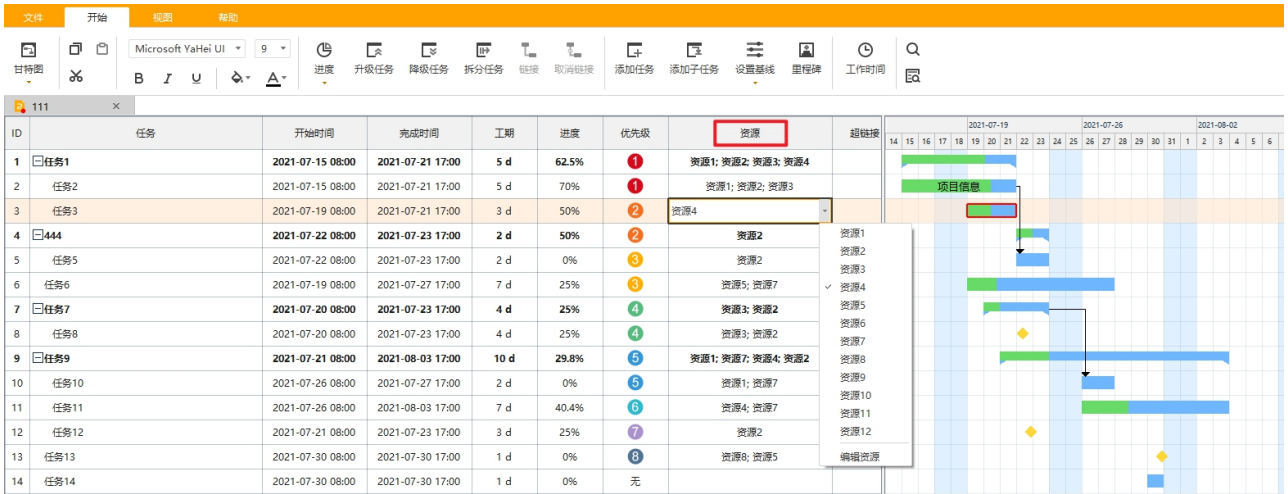 文件 开始 视图 帮助
Microsoft YaHei UI 9
B I U A
甘特图 进度 升级任务 降级任务 拆分任务 链接 取消链接 添加任务 添加子任务 设置基线 里程碑 工作时间
111 ×
ID 任务 开始时间 完成时间 工期 进度 优先级 资源 超链接
2021-07-19 2021-07-26 2021-08-02
14 15 16 17 18 19 20 21 22 23 24 25 26 27 28 29 30 31 1 2 3 4 5 6
1 任务1 2021-07-15 08:00 2021-07-21 17:00 5 d 62.5% 1 资源1; 资源2; 资源3; 资源4
2 任务2 2021-07-15 08:00 2021-07-21 17:00 5 d 70% 1 资源1; 资源2; 资源3 项目信息
3 任务3 2021-07-19 08:00 2021-07-21 17:00 3 d 50% 2 资源4
4 444 2021-07-22 08:00 2021-07-23 17:00 2 d 50% 2 资源2
5 任务5 2021-07-22 08:00 2021-07-23 17:00 2 d 0% 3 资源2
6 任务6 2021-07-19 08:00 2021-07-27 17:00 7 d 25% 3 资源5; 资源7
7 任务7 2021-07-20 08:00 2021-07-23 17:00 4 d 25% 4 资源3; 资源2
8 任务8 2021-07-20 08:00 2021-07-23 17:00 4 d 25% 4 资源3; 资源2
9 任务9 2021-07-21 08:00 2021-08-03 17:00 10 d 29.8% 5 资源1; 资源7; 资源4; 资源2
10 任务10 2021-07-26 08:00 2021-07-27 17:00 2 d 0% 5 资源1; 资源7
11 任务11 2021-07-26 08:00 2021-08-03 17:00 7 d 40.4% 6 资源4; 资源7
12 任务12 2021-07-21 08:00 2021-07-23 17:00 3 d 25% 7 资源2
13 任务13 2021-07-30 08:00 2021-07-30 17:00 1 d 0% 8 资源8; 资源5
14 任务14 2021-07-30 08:00 2021-07-30 17:00 1 d 0% 无
资源1
资源2
资源3
资源4
资源5
资源6
资源7
资源8
资源9
资源10
资源11
资源12
编辑资源